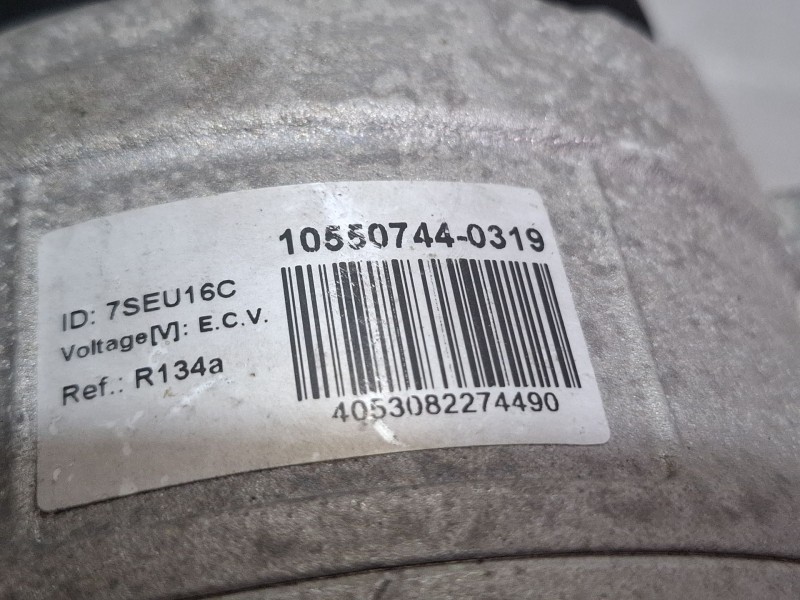 10550744-0319
ID: 7SEU16C
Voltage[V]: E.C.V.
Ref.: R134a
4053082274490